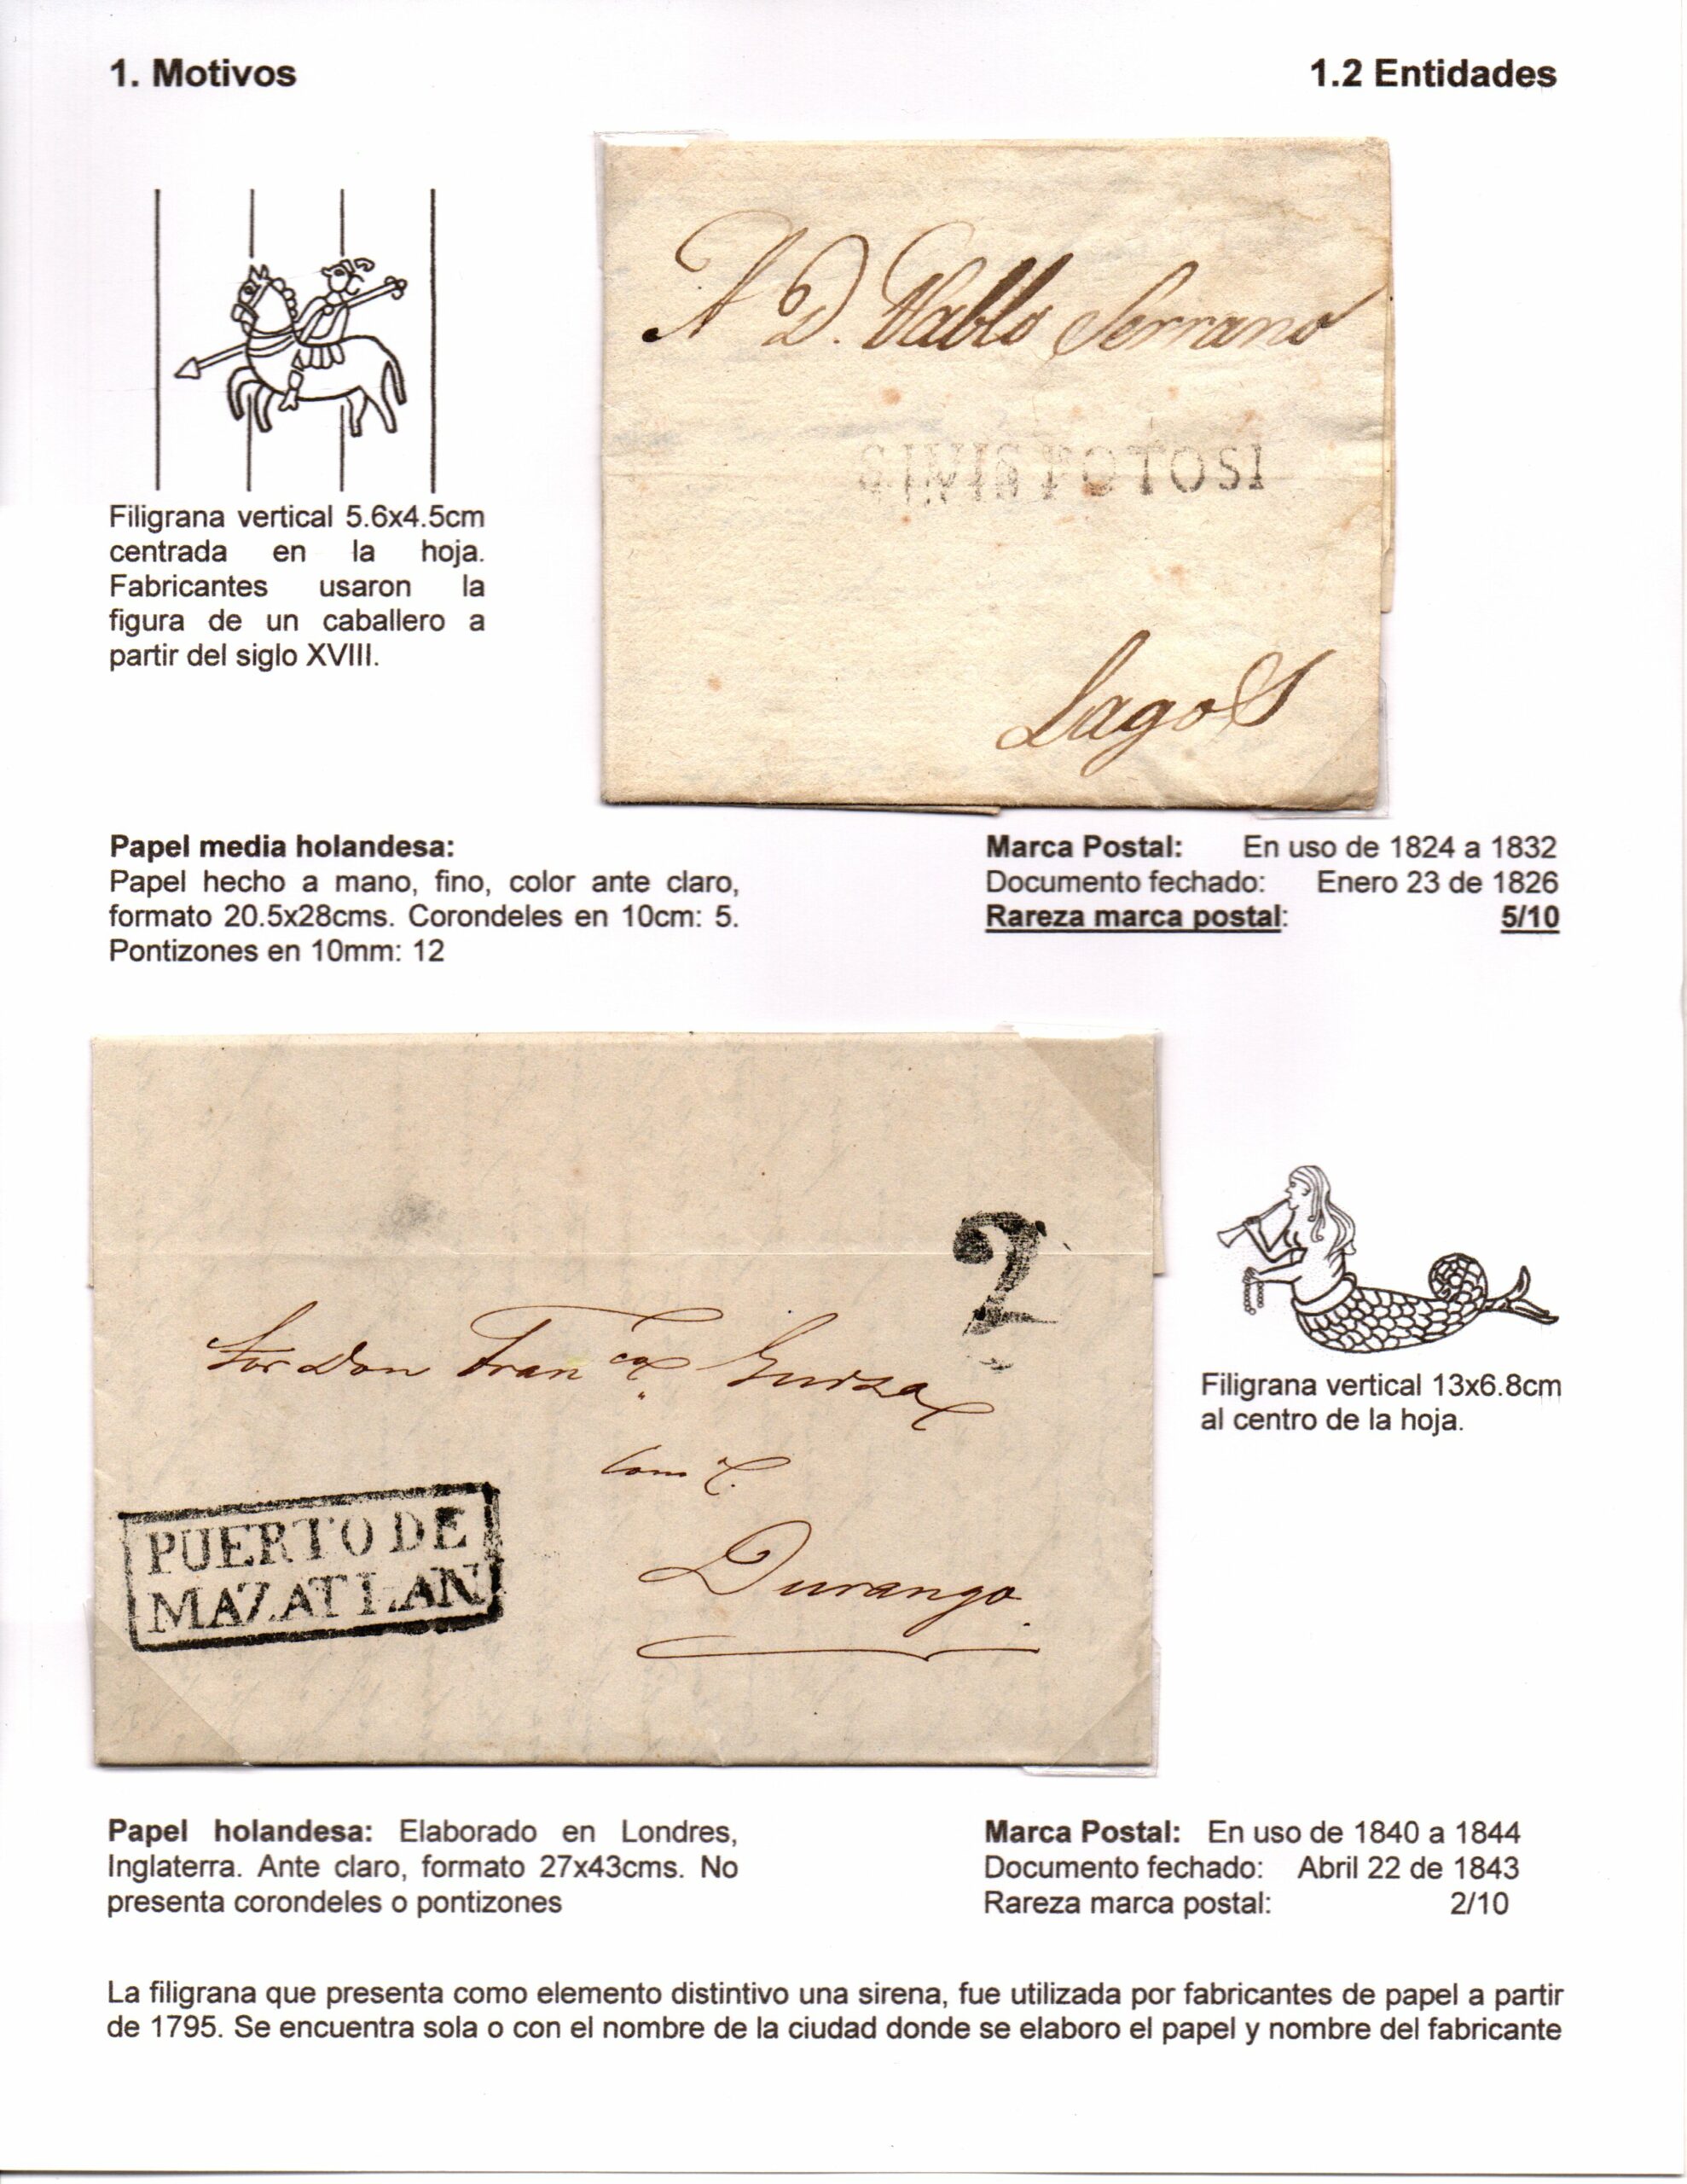 1. Motivos
1.2 Entidades
A D. Pablo Serrano
POTOSI
Lagos
Filigrana vertical 5.6x4.5cm
centrada en la hoja.
Fabricantes usaron la
figura de un caballero a
partir del siglo XVIII.
Papel media holandesa:
Papel hecho a mano, fino, color ante claro,
formato 20.5x28cms. Corondeles en 10cm: 5.
Pontizones en 10mm: 12
Marca Postal: En uso de 1824 a 1832
Documento fechado: Enero 23 de 1826
Rareza marca postal: 5/10
2
Sor Don Fran co Gurza
Durango.
PUERTO DE
MAZATLAN
Filigrana vertical 13x6.8cm
al centro de la hoja.
Papel holandesa: Elaborado en Londres,
Inglaterra. Ante claro, formato 27x43cms. No
presenta corondeles o pontizones
Marca Postal: En uso de 1840 a 1844
Documento fechado: Abril 22 de 1843
Rareza marca postal: 2/10
La filigrana que presenta como elemento distintivo una sirena, fue utilizada por fabricantes de papel a partir
de 1795. Se encuentra sola o con el nombre de la ciudad donde se elaboro el papel y nombre del fabricante